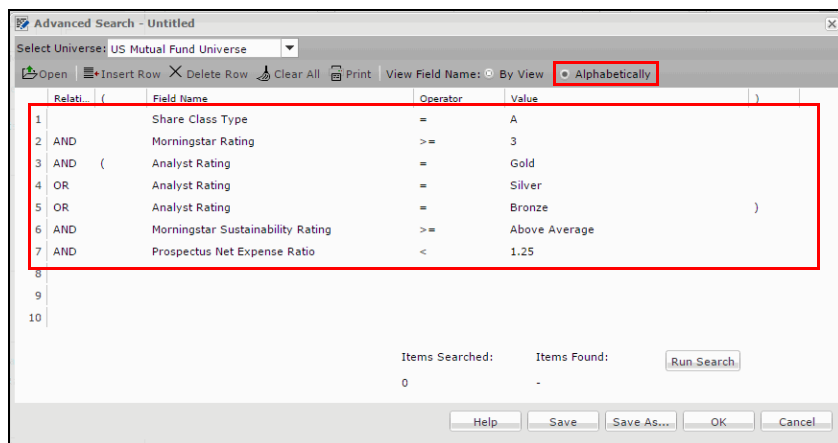 Advanced Search - Untitled
Select Universe: US Mutual Fund Universe
Open Insert Row Delete Row Clear All Print View Field Name: By View Alphabetically
Relati... ( Field Name Operator Value )
1 Share Class Type = A
2 AND Morningstar Rating >= 3
3 AND ( Analyst Rating = Gold
4 OR Analyst Rating = Silver
5 OR Analyst Rating = Bronze )
6 AND Morningstar Sustainability Rating >= Above Average
7 AND Prospectus Net Expense Ratio < 1.25
8
9
10
Items Searched: Items Found: Run Search
0 -
Help Save Save As... OK Cancel